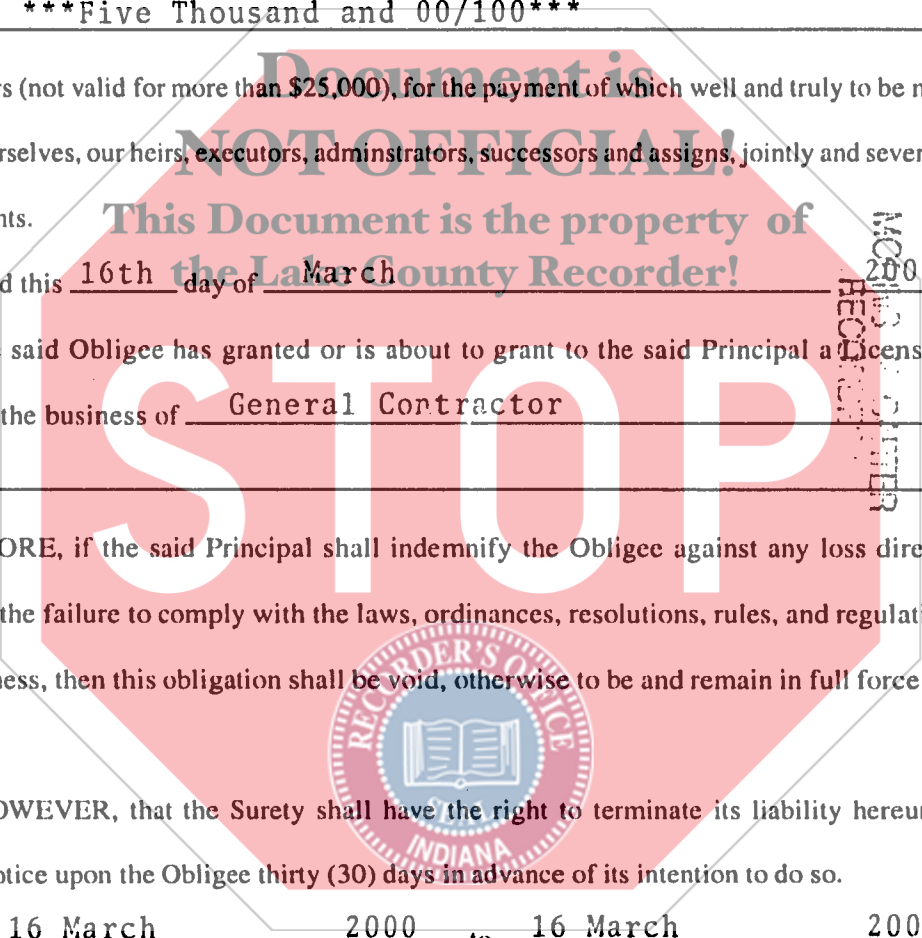 ***Five Thousand and 00/100***
Document is
rs (not valid for more than $25,000), for the payment of which well and truly to be m
NOT OFFICIAL!
rselves, our heirs, executors, adminstrators, successors and assigns, jointly and sever
nts.
This Document is the property of
the Lake County Recorder!
d this 16th day of March 200
said Obligee has granted or is about to grant to the said Principal a Licens
the business of General Contractor
STOP
ORE, if the said Principal shall indemnify the Obligee against any loss dire
the failure to comply with the laws, ordinances, resolutions, rules, and regulati
ness, then this obligation shall be void, otherwise to be and remain in full force
RECORDER'S OFFICE
SEAL
INDIANA
OWEVER, that the Surety shall have the right to terminate its liability hereun
otice upon the Obligee thirty (30) days in advance of its intention to do so.
16 March 2000 to 16 March 200